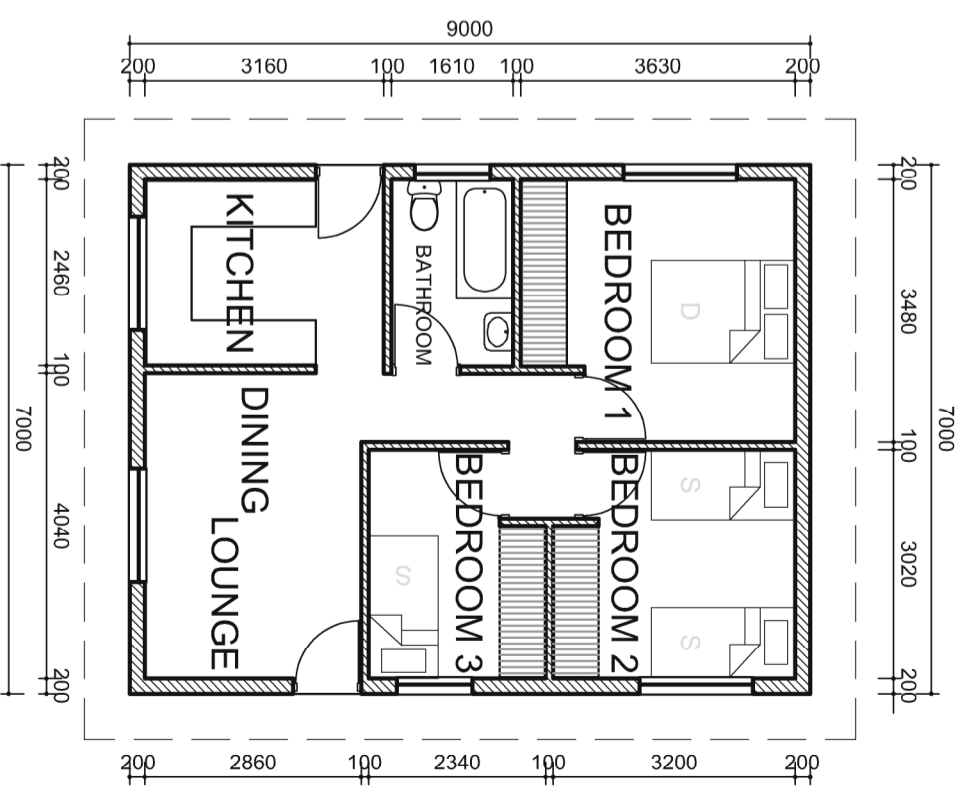 9000
200 3160 100 1610 100 3630 200
200
2460
100
7000
4040
200
KITCHEN
BATHROOM
BEDROOM 1
D
DINING
LOUNGE
BEDROOM 3
S
BEDROOM 2
S
S
200
3480
100
7000
3020
200
200 2860 100 2340 100 3200 200